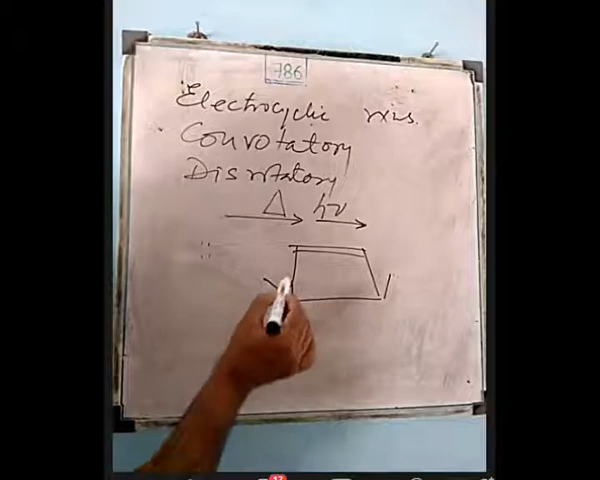 786
Electrocyclic rxns.
Conrotatory
Disrotatory
Δ hν